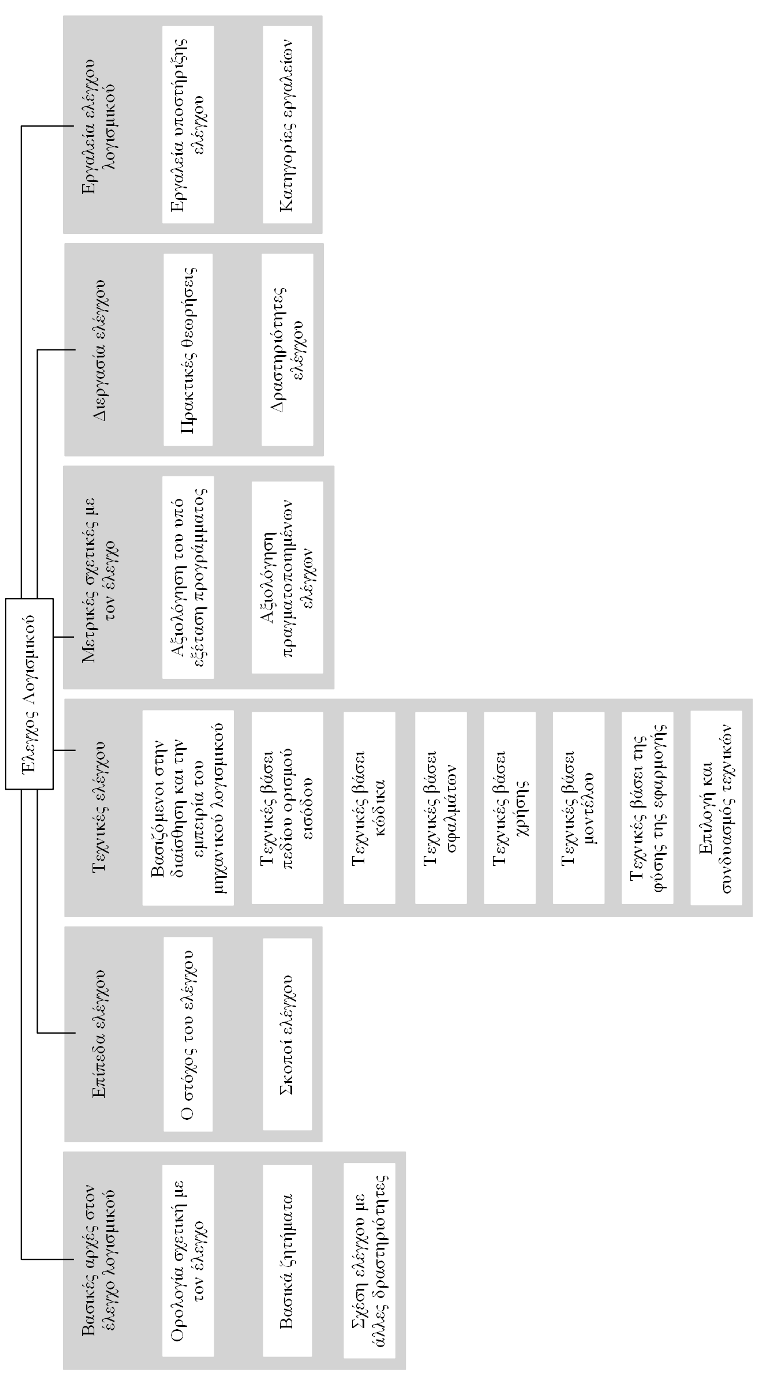 Έλεγχος Λογισμικού
Βασικές αρχές στον
έλεγχο λογισμικού
Ορολογία σχετική με
τον έλεγχο
Βασικά ζητήματα
Σχέση ελέγχου με
άλλες δραστηριότητες
Επίπεδα ελέγχου
Ο στόχος του ελέγχου
Σκοποί ελέγχου
Τεχνικές ελέγχου
Βασιζόμενοι στην
διαίσθηση και την
εμπειρία του
μηχανικού λογισμικού
Τεχνικές βάσει
πεδίου ορισμού
εισόδου
Τεχνικές βάσει
κώδικα
Τεχνικές βάσει
σφαλμάτων
Τεχνικές βάσει
χρήσης
Τεχνικές βάσει
μοντέλου
Τεχνικές βάσει της
φύσης της εφαρμογής
Επιλογή και
συνδυασμός τεχνικών
Μετρικές σχετικές με
τον έλεγχο
Αξιολόγηση του υπό
εξέταση προγράμματος
Αξιολόγηση
πραγματοποιημένων
ελέγχων
Διεργασία ελέγχου
Πρακτικές θεωρήσεις
Δραστηριότητες
ελέγχου
Εργαλεία ελέγχου
λογισμικού
Εργαλεία υποστήριξης
ελέγχου
Κατηγορίες εργαλείων